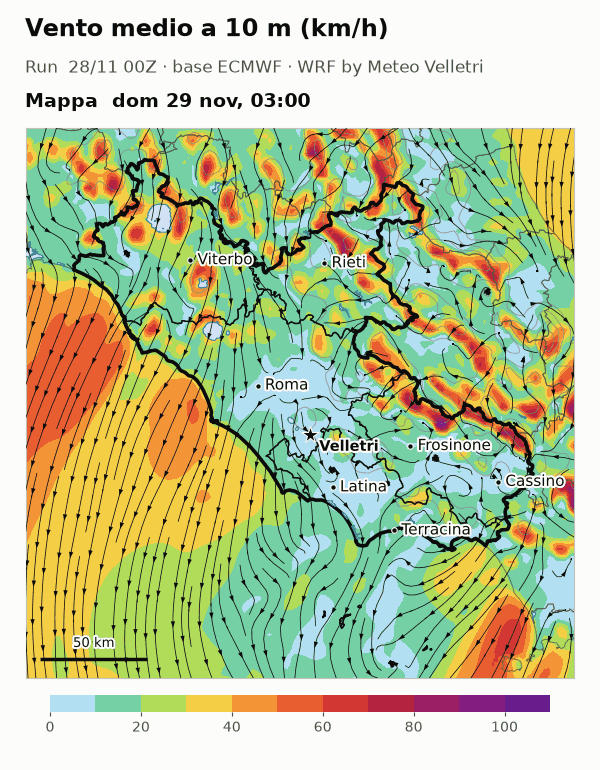 Vento medio a 10 m (km/h)
Run 28/11 00Z · base ECMWF · WRF by Meteo Velletri
Mappa dom 29 nov, 03:00
Viterbo
Rieti
Roma
Velletri
Frosinone
Latina
Cassino
Terracina
50 km
0 20 40 60 80 100